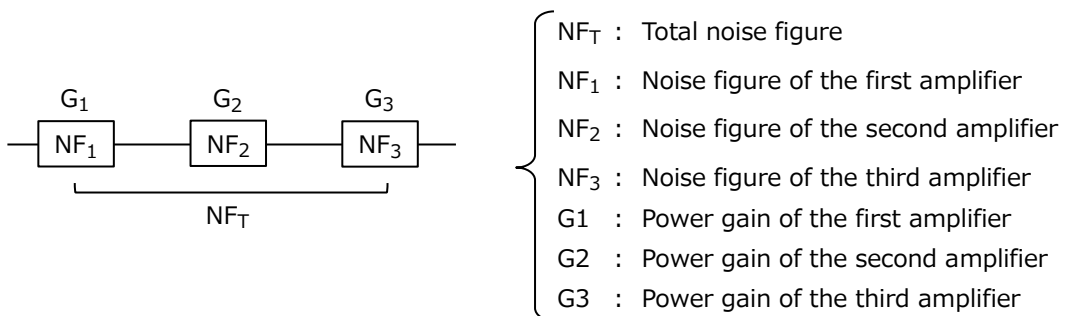 G₁ G₂ G₃
NF₁ NF₂ NF₃
NF_T
NF_T : Total noise figure
NF₁ : Noise figure of the first amplifier
NF₂ : Noise figure of the second amplifier
NF₃ : Noise figure of the third amplifier
G1 : Power gain of the first amplifier
G2 : Power gain of the second amplifier
G3 : Power gain of the third amplifier